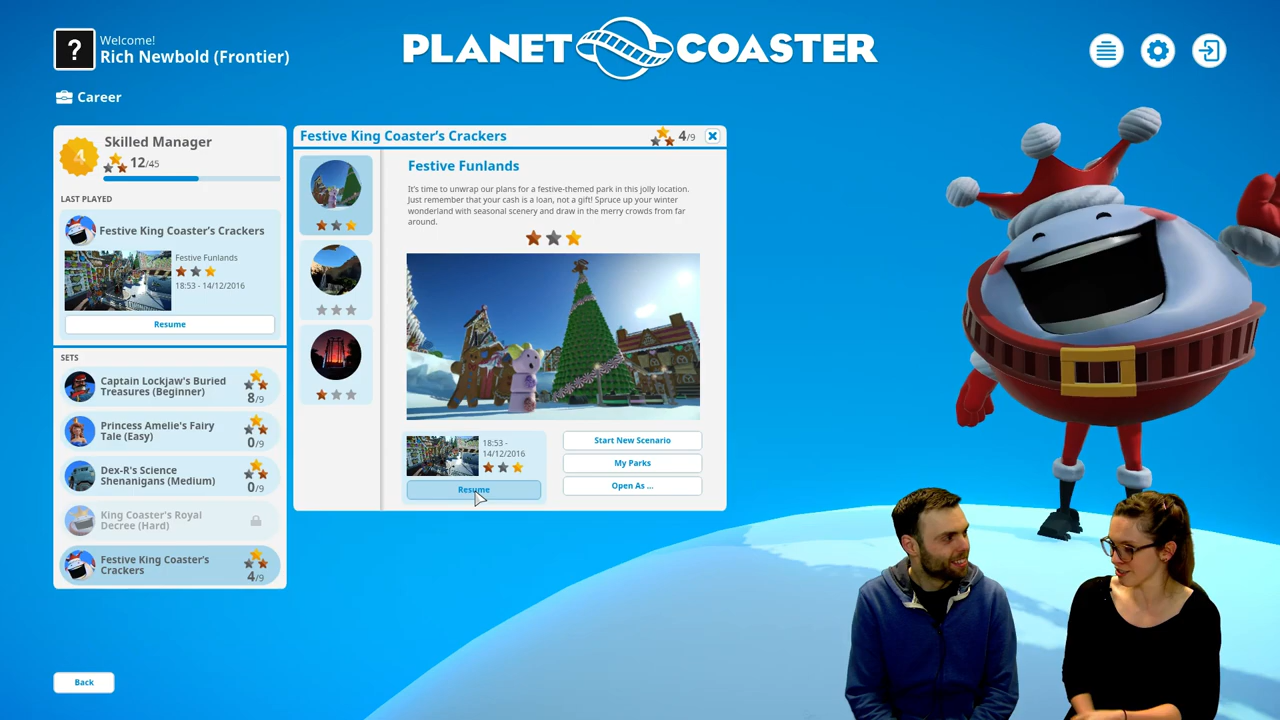 ?
Welcome!
Rich Newbold (Frontier)
PLANET COASTER
Career
4
Skilled Manager
12/45
LAST PLAYED
Festive King Coaster's Crackers
Festive Funlands
18:53 - 14/12/2016
Resume
SETS
Captain Lockjaw's Buried
Treasures (Beginner)
8/9
Princess Amelie's Fairy
Tale (Easy)
0/9
Dex-R's Science
Shenanigans (Medium)
0/9
King Coaster's Royal
Decree (Hard)
Festive King Coaster's
Crackers
4/9
Back
Festive King Coaster's Crackers
4/9
Festive Funlands
It's time to unwrap our plans for a festive-themed park in this jolly location.
Just remember that your cash is a loan, not a gift! Spruce up your winter
wonderland with seasonal scenery and draw in the merry crowds from far
around.
18:53 -
14/12/2016
Resume
Start New Scenario
My Parks
Open As ...